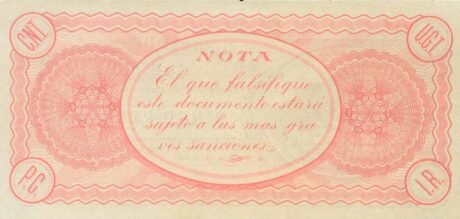 C.N.T.
U.G.T.
NOTA
El que falsifique
este documento estará
sujeto a las mas gra
ves sanciones
P.C.
I.R.